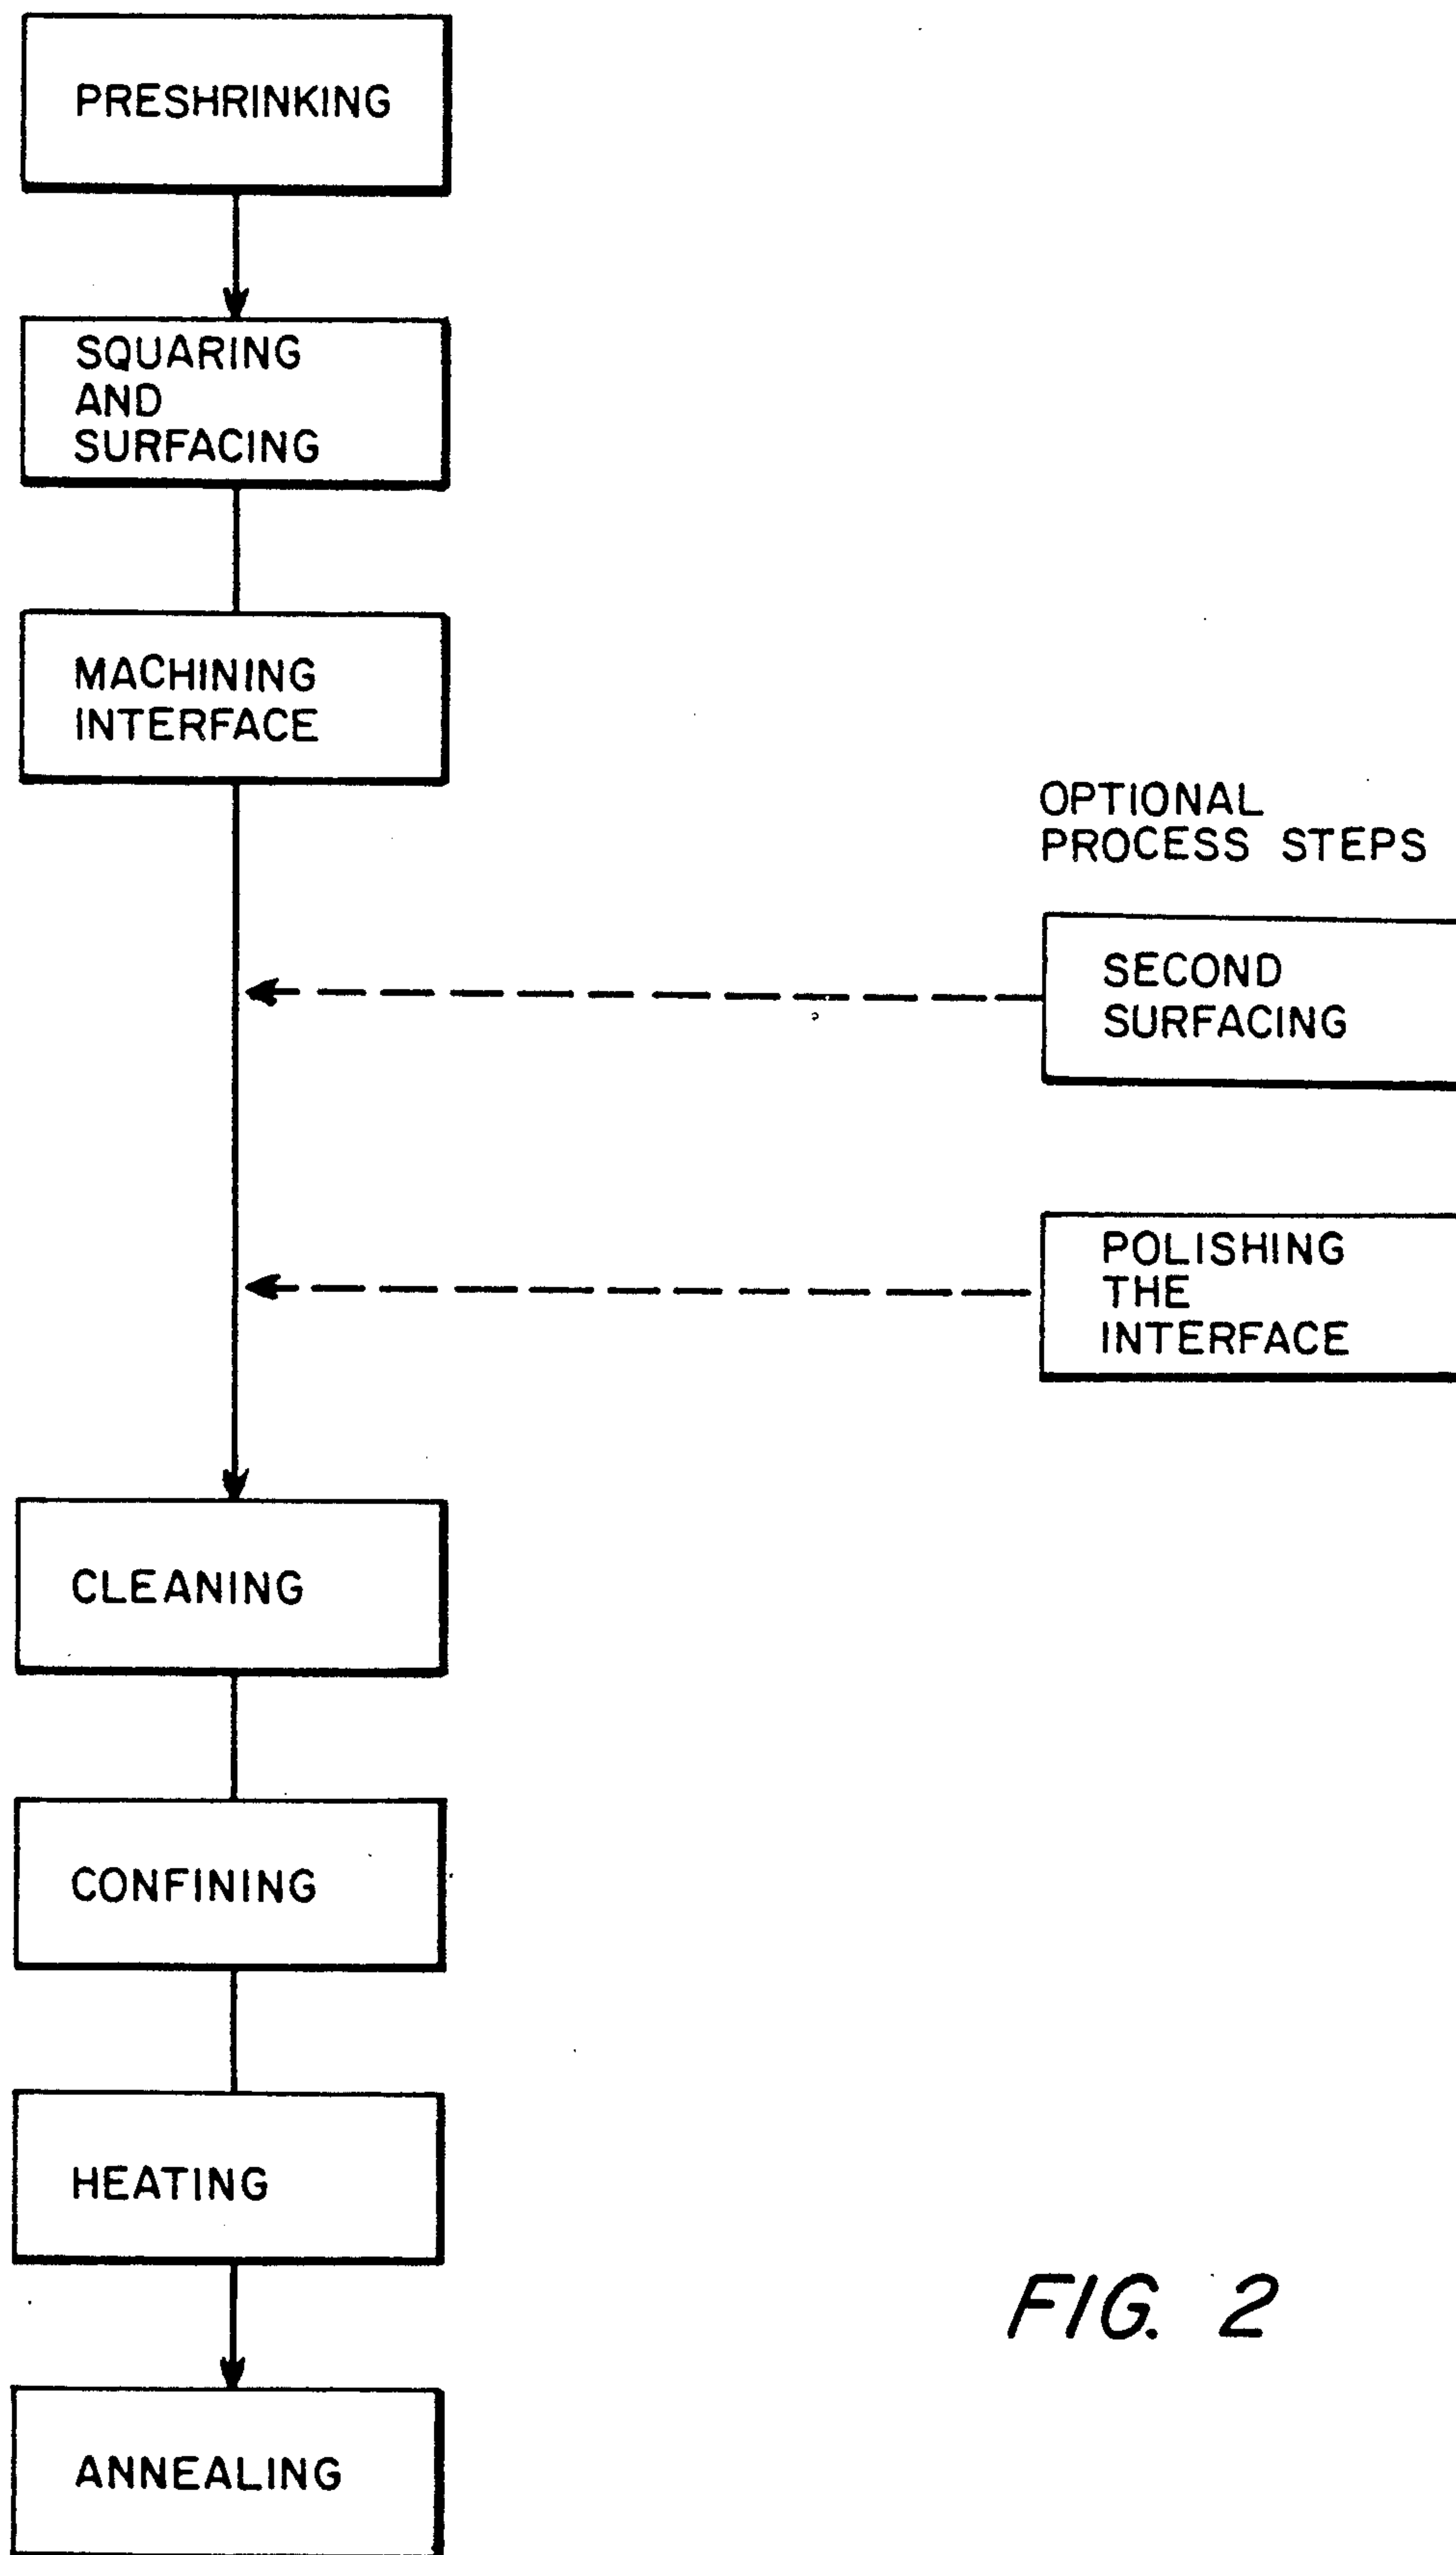 PRESHRINKING
SQUARING
AND
SURFACING
MACHINING
INTERFACE
OPTIONAL
PROCESS STEPS
SECOND
SURFACING
POLISHING
THE
INTERFACE
CLEANING
CONFINING
HEATING
ANNEALING
FIG. 2